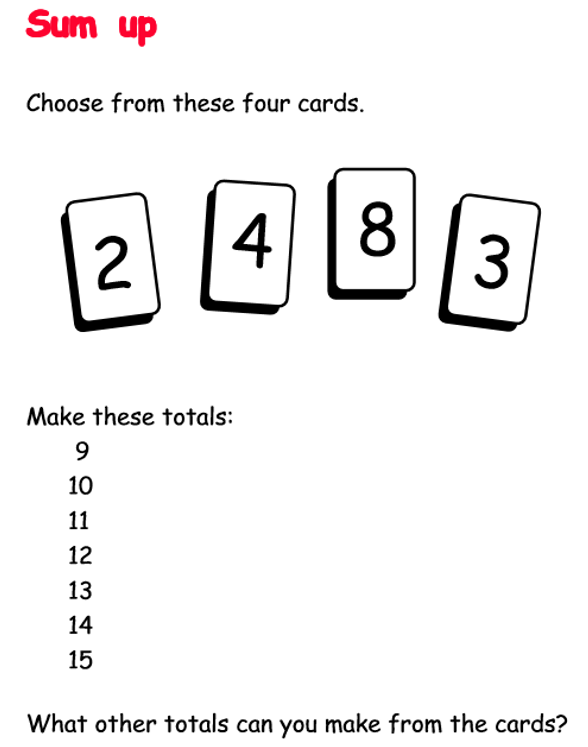 Sum up
Choose from these four cards.
2 4 8 3
Make these totals:
9
10
11
12
13
14
15
What other totals can you make from the cards?